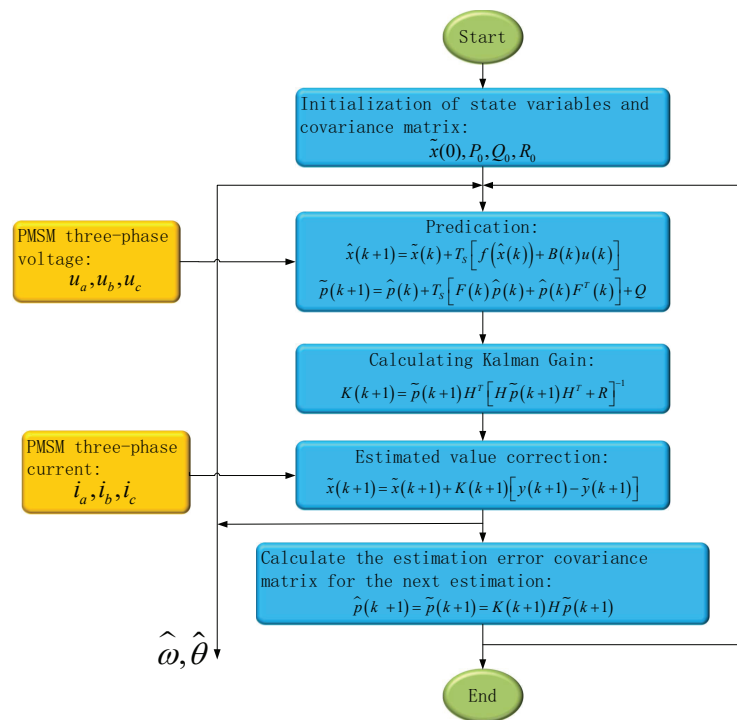 Start
Initialization of state variables and
covariance matrix:
x̃(0),P₀,Q₀,R₀
PMSM three-phase
voltage:
uₐ,u_b,u_c
Predication:
x̂(k+1)=x̃(k)+T_S[f(x̂(k))+B(k)u(k)]
p̃(k+1)=p̂(k)+T_S[F(k)p̂(k)+p̂(k)Fᵀ(k)]+Q
Calculating Kalman Gain:
K(k+1)=p̃(k+1)Hᵀ[Hp̃(k+1)Hᵀ+R]⁻¹
PMSM three-phase
current:
iₐ,i_b,i_c
Estimated value correction:
x̃(k+1)=x̃(k+1)+K(k+1)[y(k+1)-ỹ(k+1)]
Calculate the estimation error covariance
matrix for the next estimation:
p̂(k +1)=p̃(k+1)=K(k+1)Hp̃(k+1)
ω̂,θ̂
End